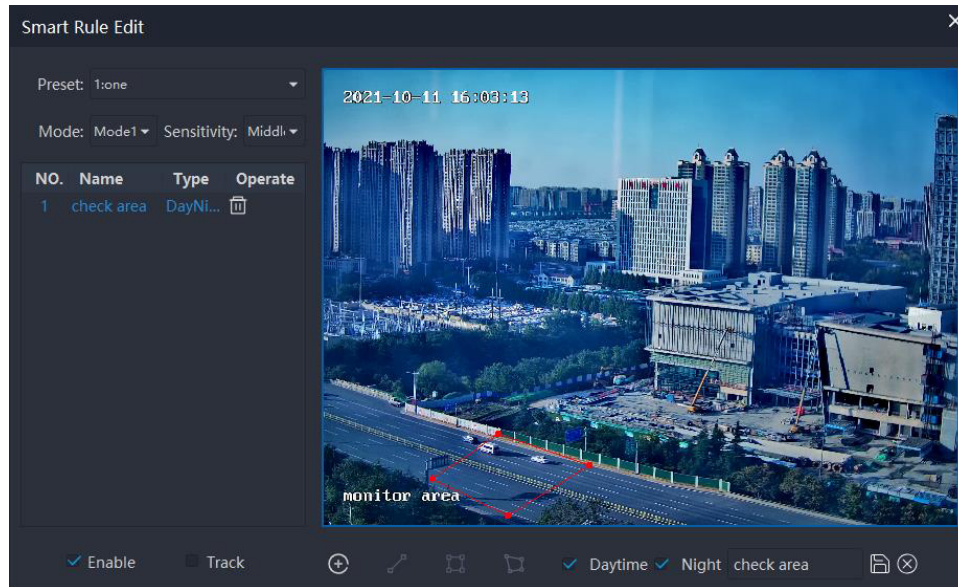 Smart Rule Edit
Preset: 1:one
Mode: Mode1 Sensitivity: Middl
NO. Name Type Operate
1 check area DayNi...
2021-10-11 16:03:13
monitor area
Enable Track
Daytime Night check area